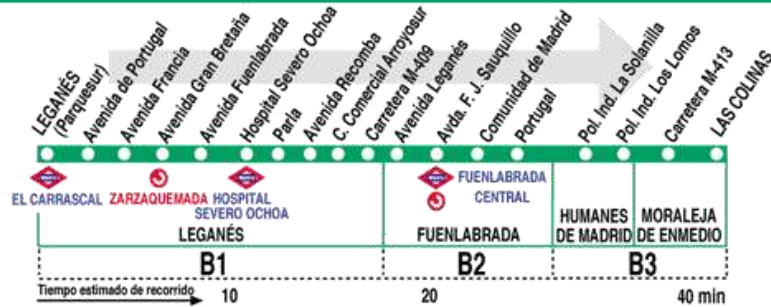 LEGANÉS
(Parquesur)
Avenida de Portugal
Avenida Francia
Avenida Gran Bretaña
Avenida Fuenlabrada
Hospital Severo Ochoa
Parla
Avenida Recomba
C. Comercial Arroyosur
Carretera M-409
Avenida Leganés
Avda. F. J. Sauquillo
Comunidad de Madrid
Portugal
Pol. Ind. La Solanilla
Pol. Ind. Los Lomos
Carretera M-413
LAS COLINAS
EL CARRASCAL
ZARZAQUEMADA
HOSPITAL
SEVERO OCHOA
FUENLABRADA
CENTRAL
LEGANÉS
FUENLABRADA
HUMANES
DE MADRID
MORALEJA
DE ENMEDIO
B1
B2
B3
Tiempo estimado de recorrido
10
20
40 min